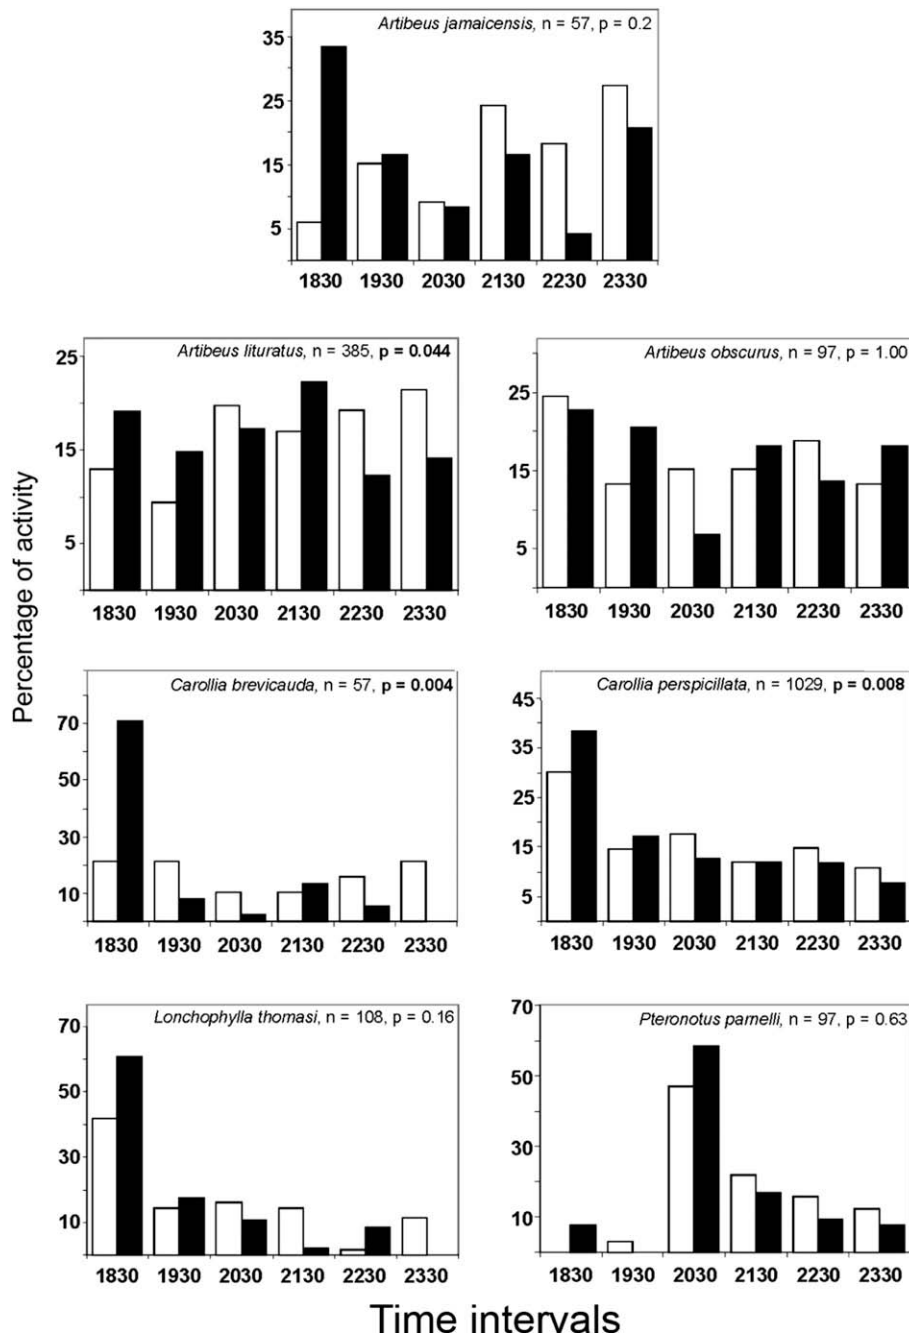 Artibeus jamaicensis, n = 57, p = 0.2
35
25
15
5
1830 1930 2030 2130 2230 2330
Artibeus lituratus, n = 385, p = 0.044
25
15
5
1830 1930 2030 2130 2230 2330
Artibeus obscurus, n = 97, p = 1.00
25
15
5
1830 1930 2030 2130 2230 2330
Percentage of activity
Carollia brevicauda, n = 57, p = 0.004
70
50
30
10
1830 1930 2030 2130 2230 2330
Carollia perspicillata, n = 1029, p = 0.008
45
35
25
15
5
1830 1930 2030 2130 2230 2330
Lonchophylla thomasi, n = 108, p = 0.16
70
50
30
10
1830 1930 2030 2130 2230 2330
Pteronotus parnelli, n = 97, p = 0.63
70
50
30
10
1830 1930 2030 2130 2230 2330
Time intervals